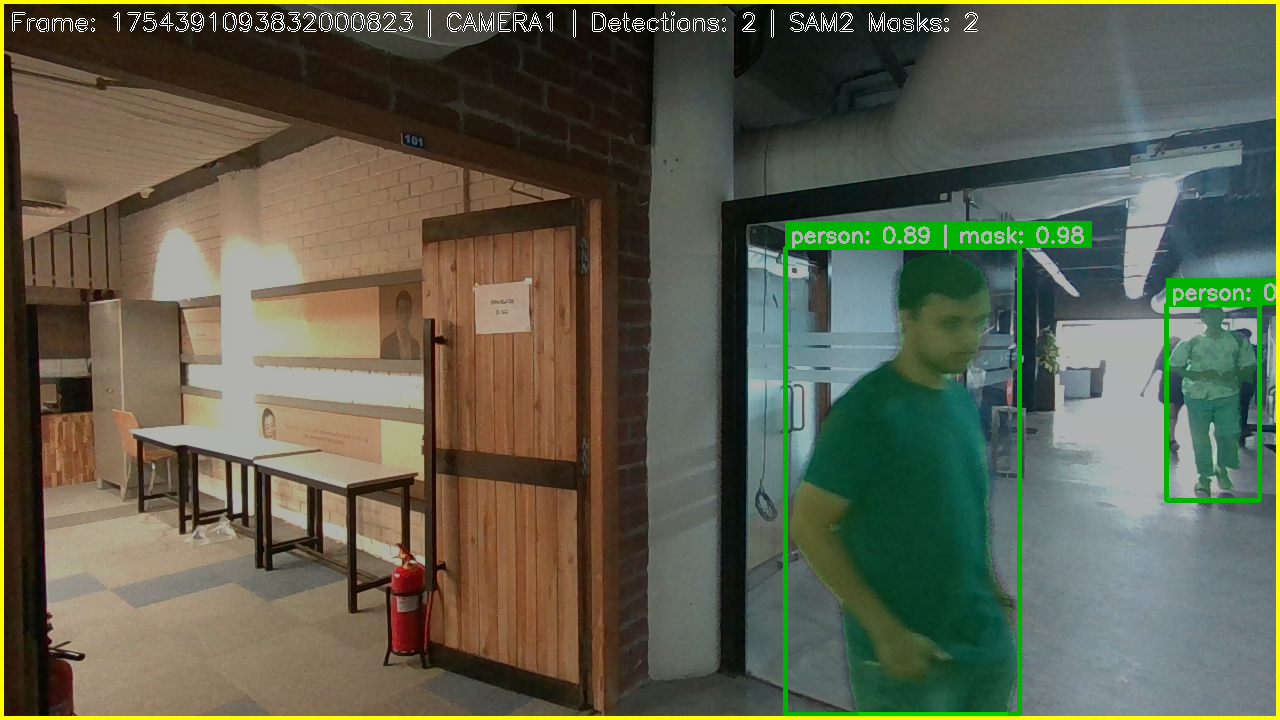 Frame: 1754391093832000823 | CAMERA1 | Detections: 2 | SAM2 Masks: 2
101
person: 0.89 | mask: 0.98
person: 0